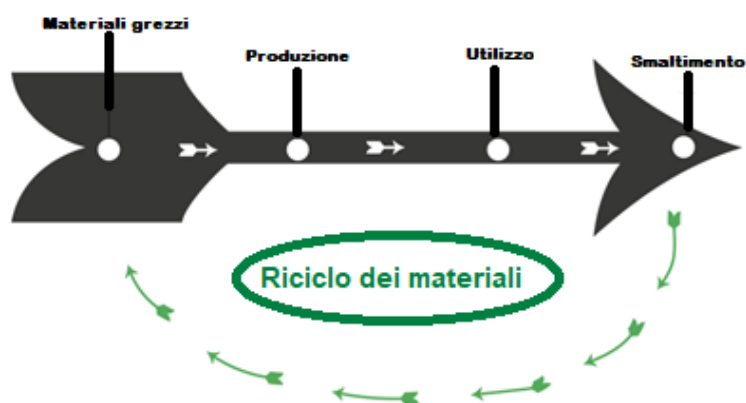 Materiali grezzi
Produzione
Utilizzo
Smaltimento
Riciclo dei materiali